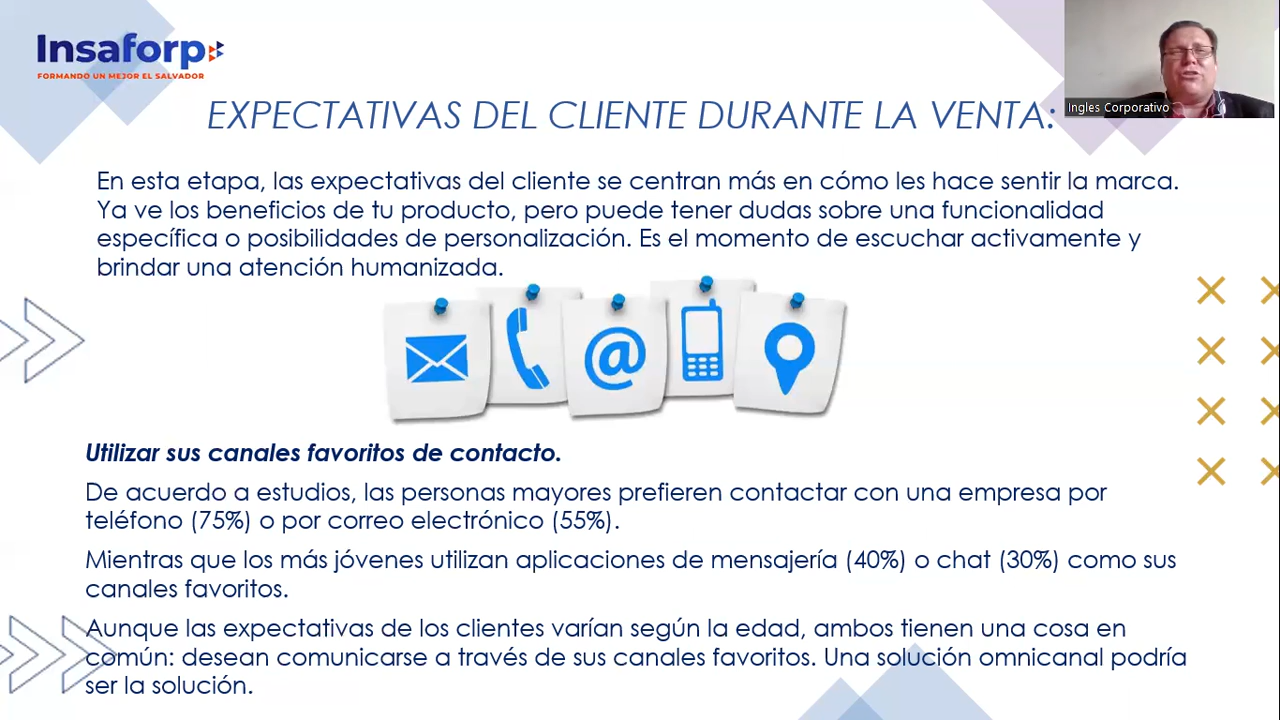 Insaforp
FORMANDO UN MEJOR EL SALVADOR
Ingles Corporativo
EXPECTATIVAS DEL CLIENTE DURANTE LA VENTA:
En esta etapa, las expectativas del cliente se centran más en cómo les hace sentir la marca.
Ya ve los beneficios de tu producto, pero puede tener dudas sobre una funcionalidad
específica o posibilidades de personalización. Es el momento de escuchar activamente y
brindar una atención humanizada.
@
Utilizar sus canales favoritos de contacto.
De acuerdo a estudios, las personas mayores prefieren contactar con una empresa por
teléfono (75%) o por correo electrónico (55%).
Mientras que los más jóvenes utilizan aplicaciones de mensajería (40%) o chat (30%) como sus
canales favoritos.
Aunque las expectativas de los clientes varían según la edad, ambos tienen una cosa en
común: desean comunicarse a través de sus canales favoritos. Una solución omnicanal podría
ser la solución.